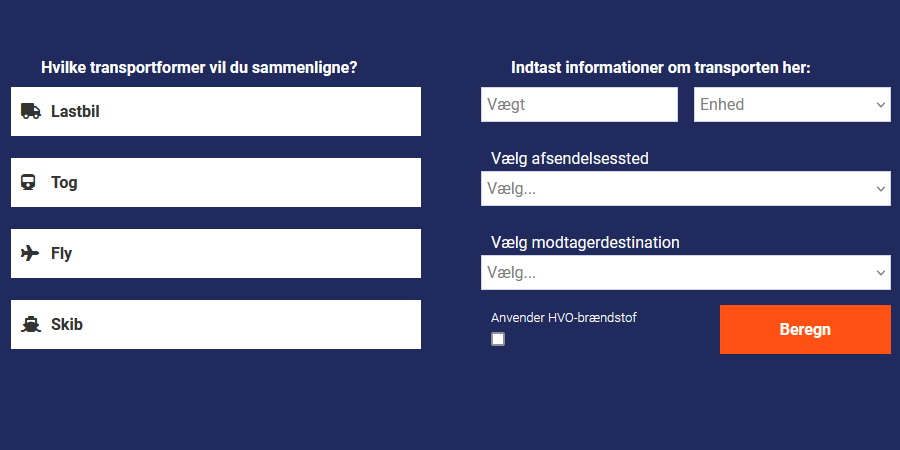 Hvilke transportformer vil du sammenligne?
Lastbil
Tog
Fly
Skib
Indtast informationer om transporten her:
Vægt
Enhed
Vælg afsendelsessted
Vælg...
Vælg modtagerdestination
Vælg...
Anvender HVO-brændstof
Beregn